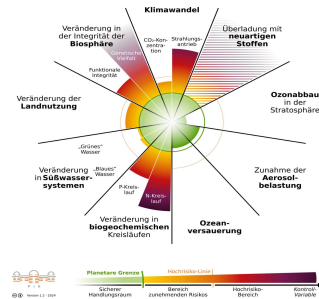 Klimawandel
Veränderung in
der Integrität der
Biosphäre
CO₂-Kon-
zentra-
tion
Strahlungs-
antrieb
Überladung mit
neuartigen
Stoffen
Genetische
Vielfalt
Funktionale
Integrität
Ozonabbau
in der
Stratosphäre
Veränderung der
Landnutzung
„Grünes“
Wasser
Veränderung
in Süßwasser-
systemen
„Blaues“
Wasser
Zunahme der
Aerosol-
belastung
P-Kreis-
lauf
N-Kreis-
lauf
Veränderung in
biogeochemischen
Kreisläufen
Ozean-
versauerung
Planetare Grenze
Hochrisiko-Linie
Sicherer
Handlungsraum
Bereich
zunehmenden Risikos
Hochrisiko-
Bereich
Kontroll-
Variable
P I K
Version 1.2 - 2024